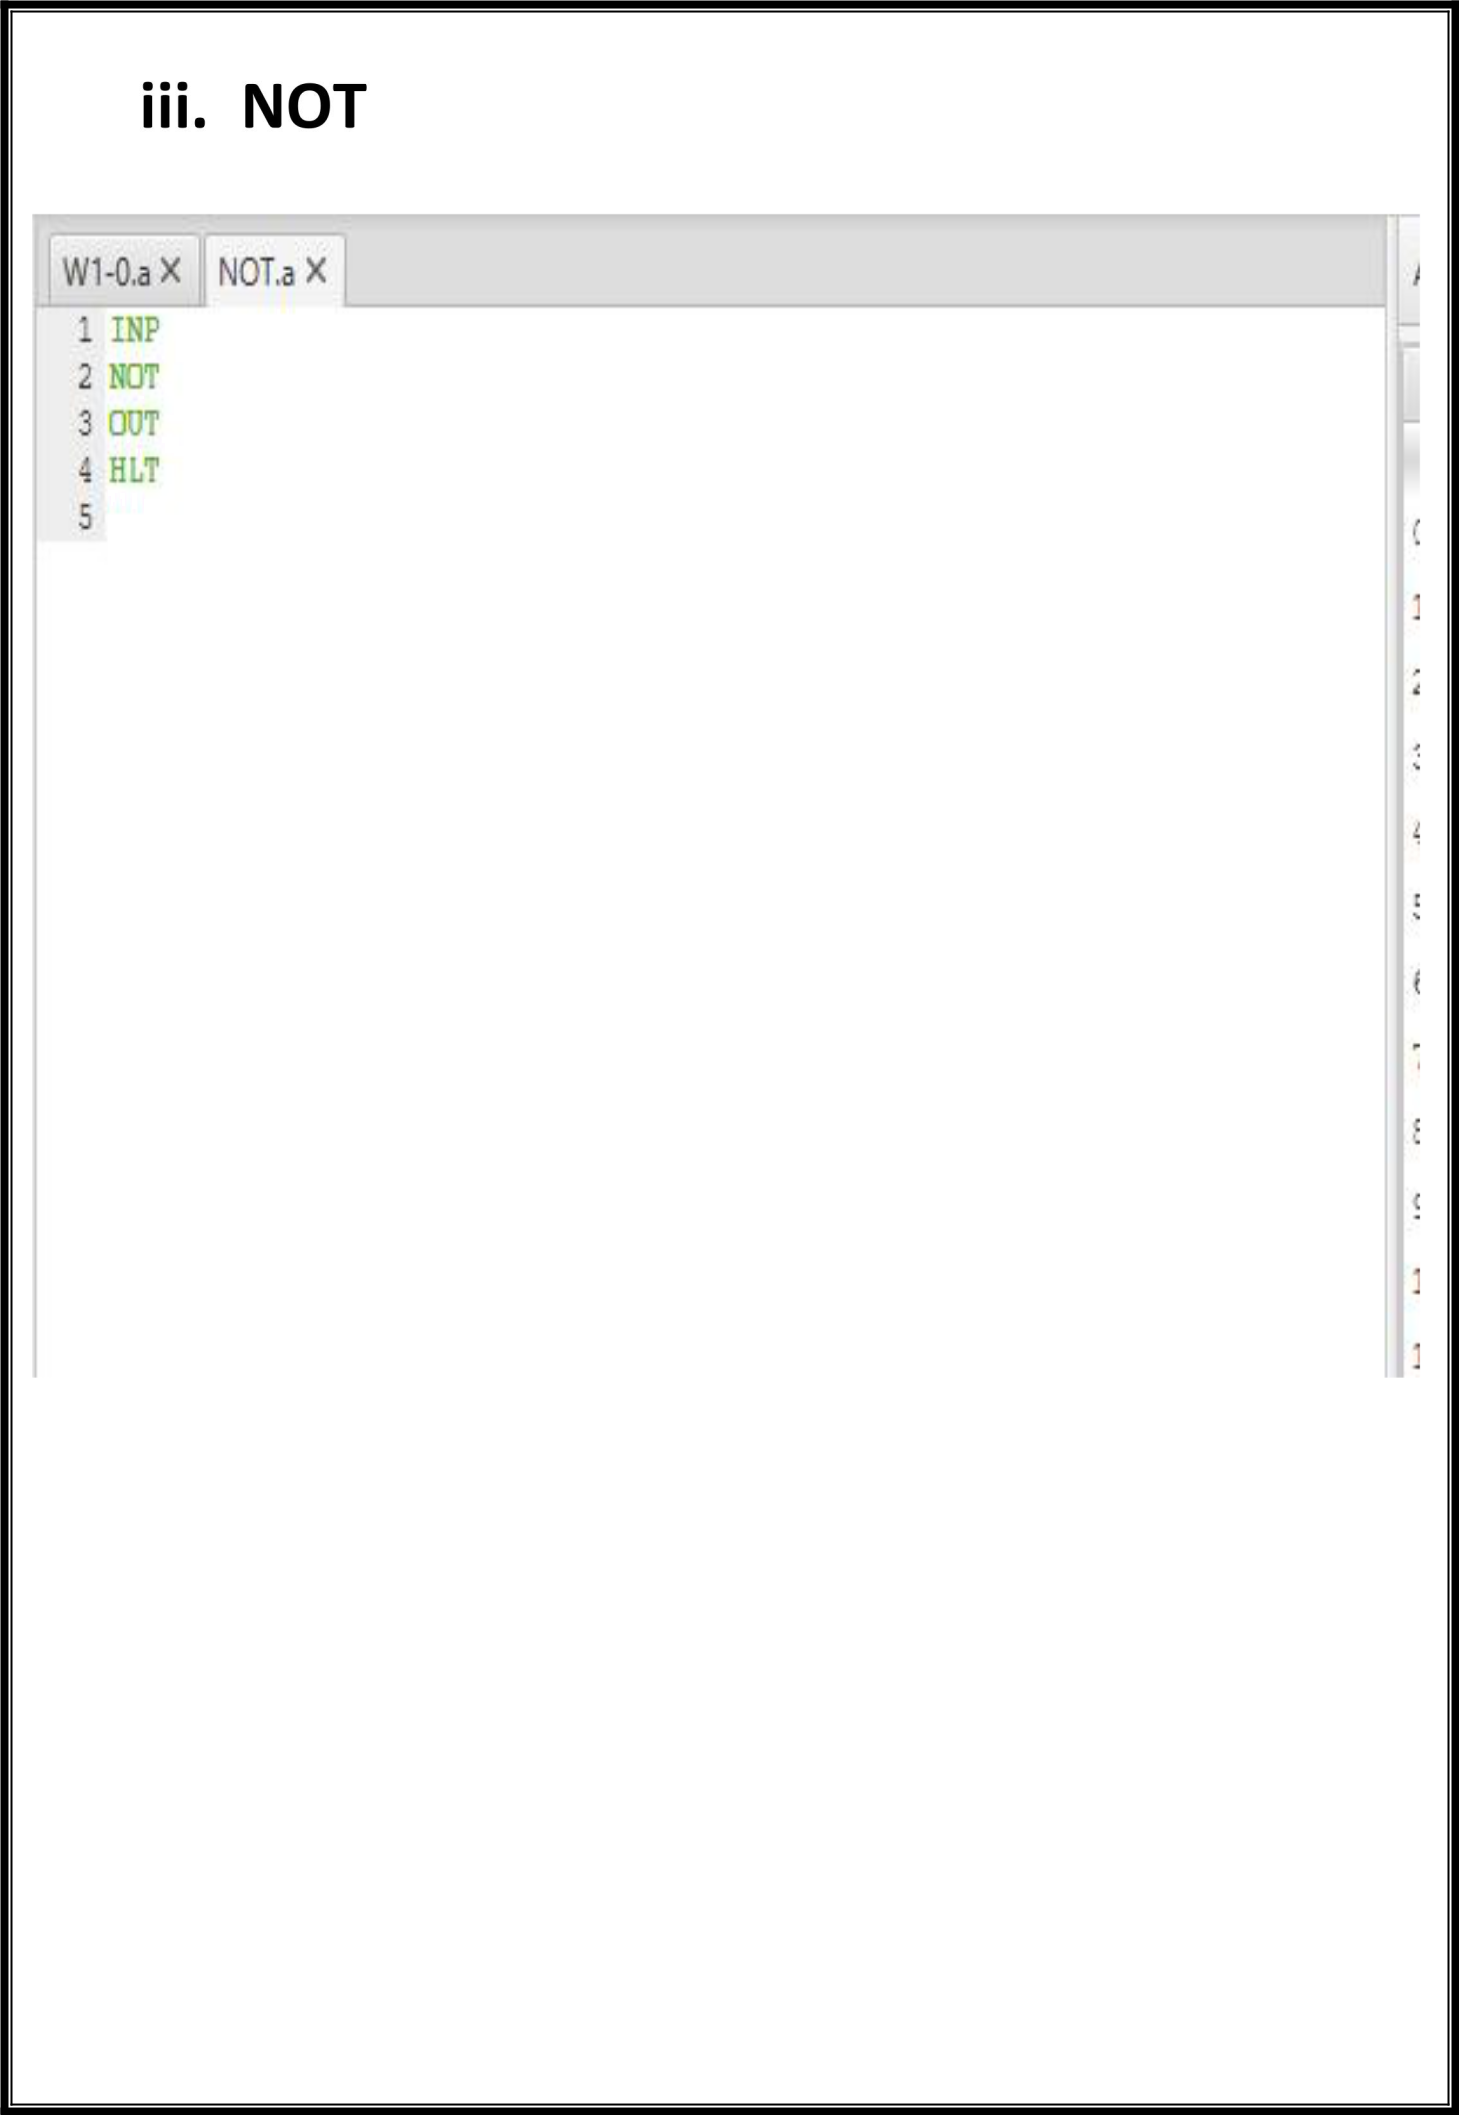 iii. NOT
W1-0.a X NOT.a X
1 INP
2 NOT
3 OUT
4 HLT
5